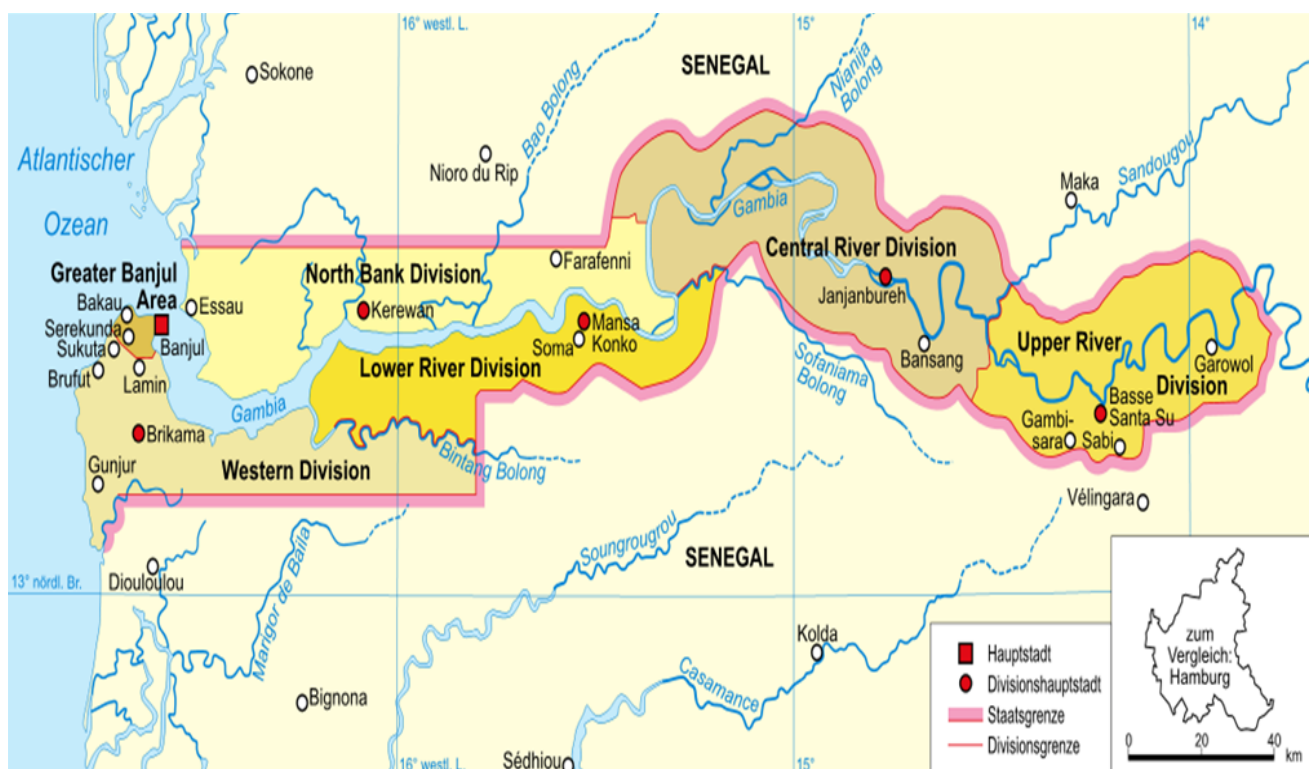 16° westl. L.
15°
14°
Sokone
SENEGAL
Nianija
Bolong
Bao Bolong
Atlantischer
Ozean
Nioro du Rip
Maka
Sandougou
Gambia
Greater Banjul
Area
North Bank Division
Farafenni
Central River Division
Bakau
Essau
Kerewan
Janjanbureh
Serekunda
Sukuta
Banjul
Mansa
Konko
Soma
Brufut
Lamin
Lower River Division
Bansang
Upper River
Division
Garowol
Sofaniama
Bolong
Gambia
Basse
Santa Su
Brikama
Gambi-
sara
Sabi
Gunjur
Western Division
Bintang Bolong
Vélingara
Soungrougrou
SENEGAL
Diouloulou
13° nördl. Br.
Marigor de Baïla
Kolda
Casamance
Bignona
Sédhiou
16° westl. L.
15°
Hauptstadt
Divisionshauptstadt
Staatsgrenze
Divisionsgrenze
zum
Vergleich:
Hamburg
0 20 40
km